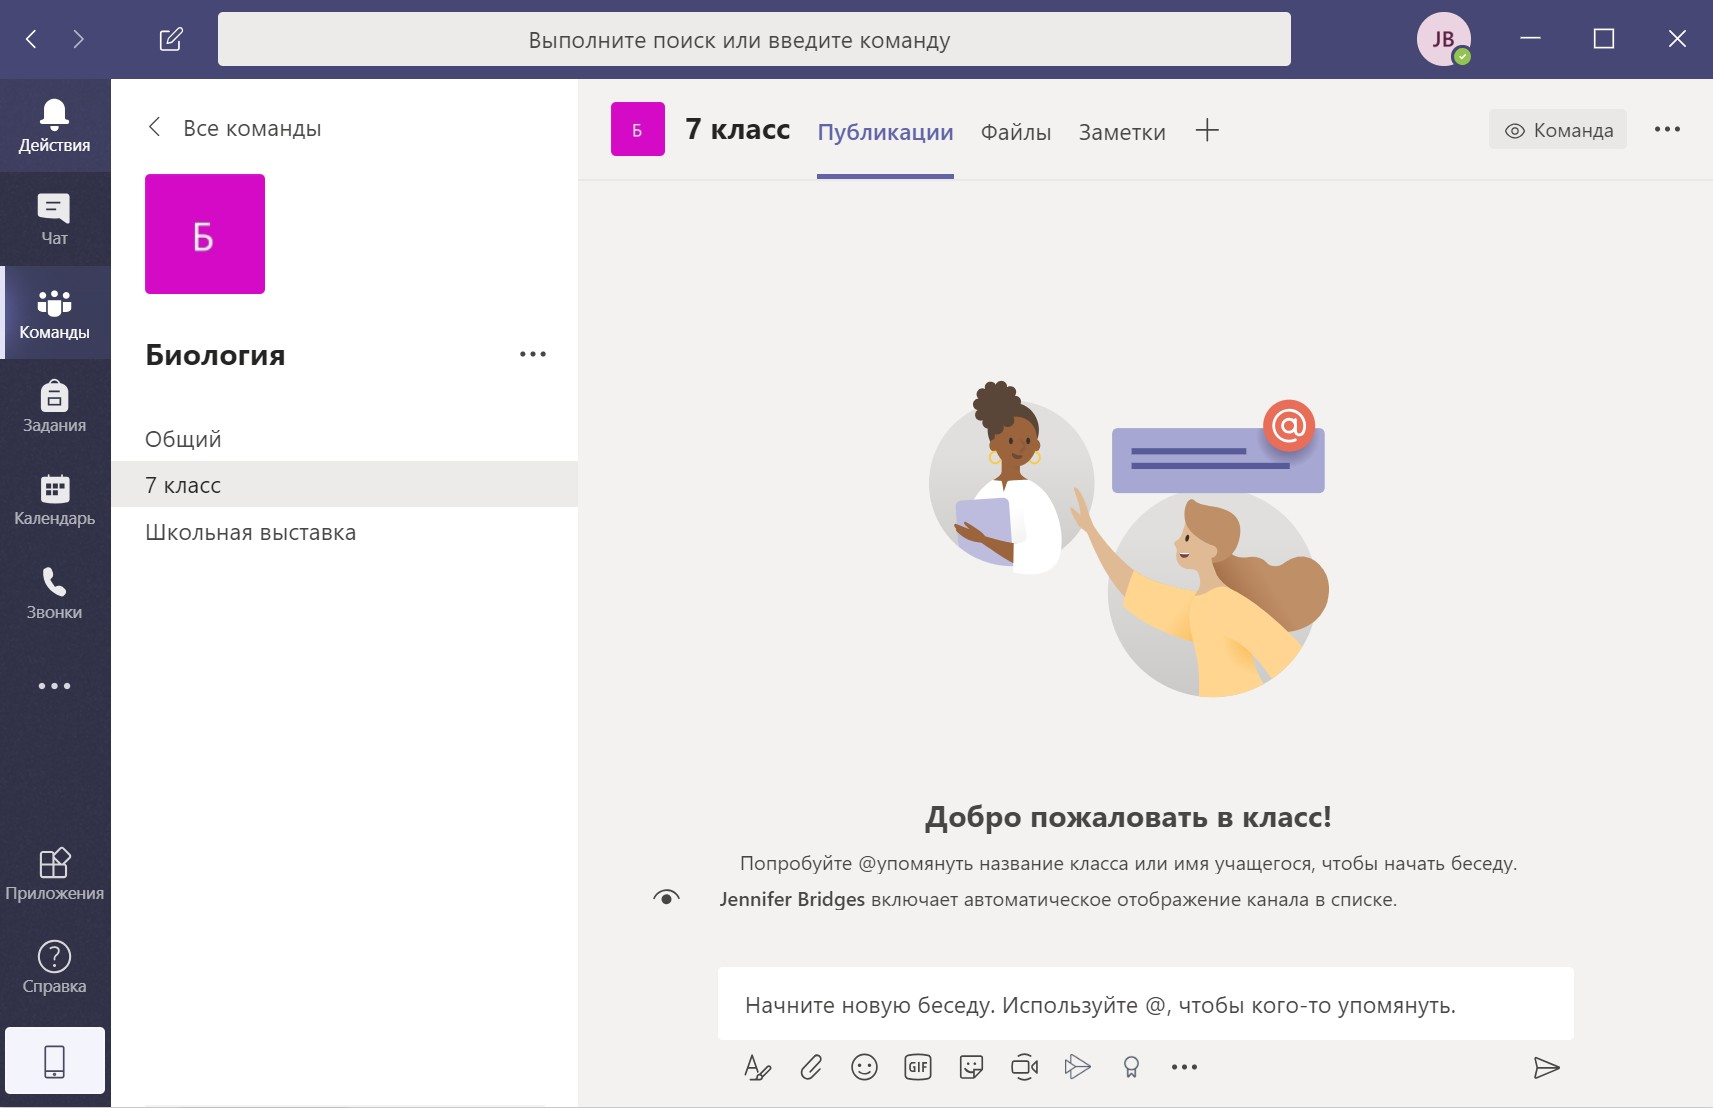 Выполните поиск или введите команду
JB
Действия
Чат
Команды
Задания
Календарь
Звонки
Приложения
Справка
Все команды
Б
Биология
Общий
7 класс
Школьная выставка
Б
7 класс
Публикации
Файлы
Заметки
Команда
@
Добро пожаловать в класс!
Попробуйте @упомянуть название класса или имя учащегося, чтобы начать беседу.
Jennifer Bridges включает автоматическое отображение канала в списке.
Начните новую беседу. Используйте @, чтобы кого-то упомянуть.
GIF